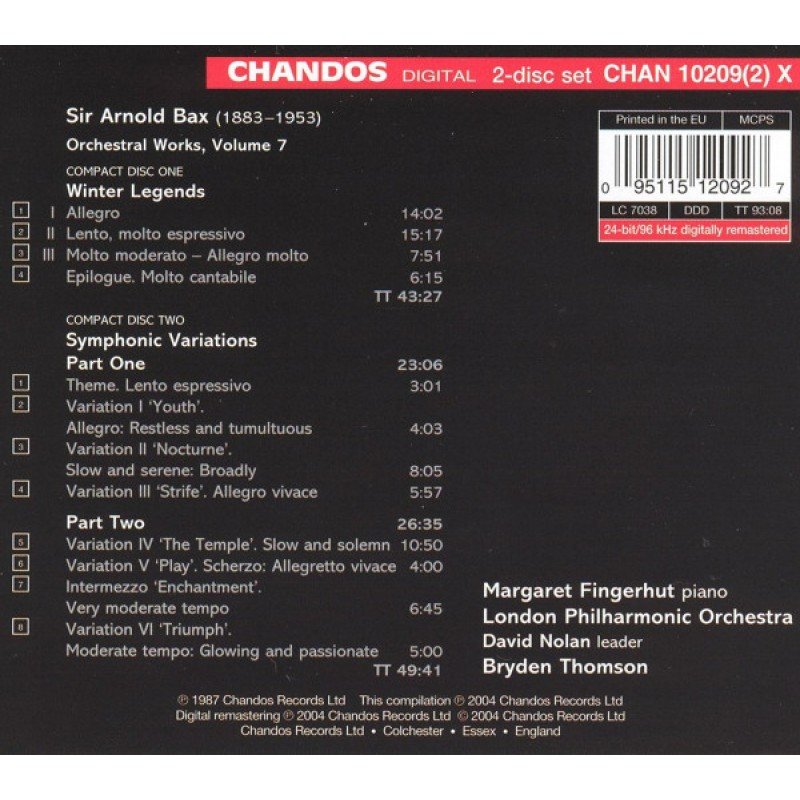 CHANDOS DIGITAL 2-disc set CHAN 10209(2) X
Sir Arnold Bax (1883–1953)
Orchestral Works, Volume 7
Printed in the EU MCPS
0 95115 12092 7
LC 7038 DDD TT 93:08
24-bit/96 kHz digitally remastered
COMPACT DISC ONE
Winter Legends
1 I Allegro 14:02
2 II Lento, molto espressivo 15:17
3 III Molto moderato – Allegro molto 7:51
4 Epilogue. Molto cantabile 6:15
TT 43:27
COMPACT DISC TWO
Symphonic Variations
Part One 23:06
1 Theme. Lento espressivo 3:01
2 Variation I ‘Youth’.
Allegro: Restless and tumultuous 4:03
3 Variation II ‘Nocturne’.
Slow and serene: Broadly 8:05
4 Variation III ‘Strife’. Allegro vivace 5:57
Part Two 26:35
5 Variation IV ‘The Temple’. Slow and solemn 10:50
6 Variation V ‘Play’. Scherzo: Allegretto vivace 4:00
7 Intermezzo ‘Enchantment’.
Very moderate tempo 6:45
8 Variation VI ‘Triumph’.
Moderate tempo: Glowing and passionate 5:00
TT 49:41
Margaret Fingerhut piano
London Philharmonic Orchestra
David Nolan leader
Bryden Thomson
℗ 1987 Chandos Records Ltd This compilation ℗ 2004 Chandos Records Ltd
Digital remastering ℗ 2004 Chandos Records Ltd © 2004 Chandos Records Ltd
Chandos Records Ltd • Colchester • Essex • England